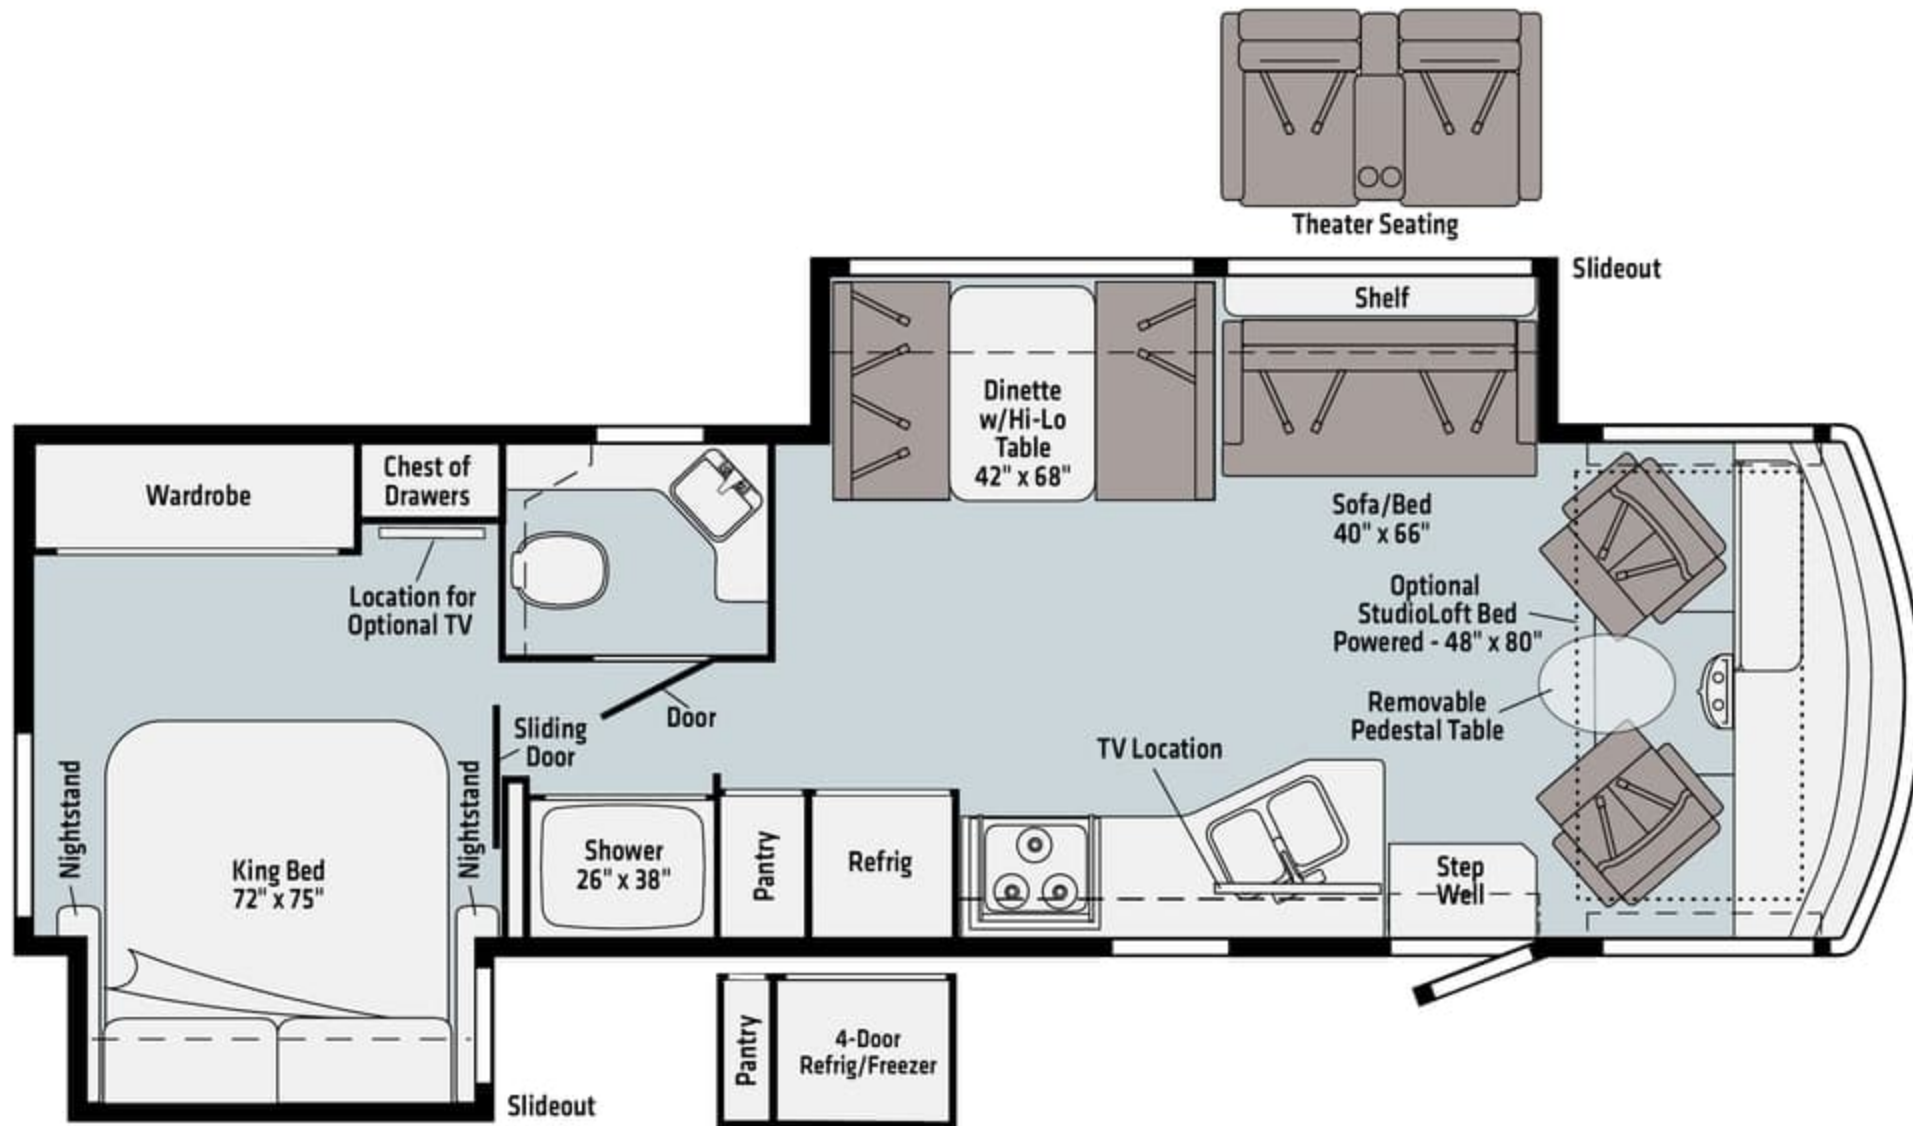 Theater Seating
Slideout
Shelf
Dinette
w/Hi-Lo
Table
42" x 68"
Sofa/Bed
40" x 66"
Wardrobe
Chest of
Drawers
Location for
Optional TV
Optional
StudioLoft Bed
Powered - 48" x 80"
Removable
Pedestal Table
Door
Sliding
Door
TV Location
Nightstand
King Bed
72" x 75"
Nightstand
Shower
26" x 38"
Pantry
Refrig
Step
Well
Pantry
4-Door
Refrig/Freezer
Slideout